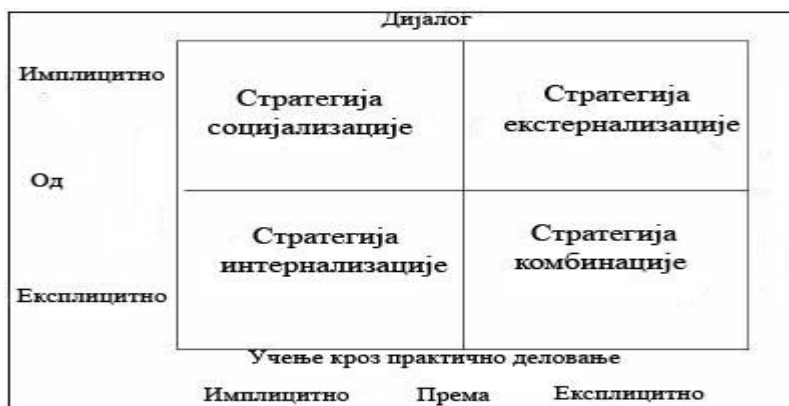 Дијалог
Имплицитно
Стратегија
социјализације
Стратегија
екстернализације
Од
Стратегија
интернализације
Стратегија
комбинације
Експлицитно
Учење кроз практично деловање
Имплицитно Према Експлицитно